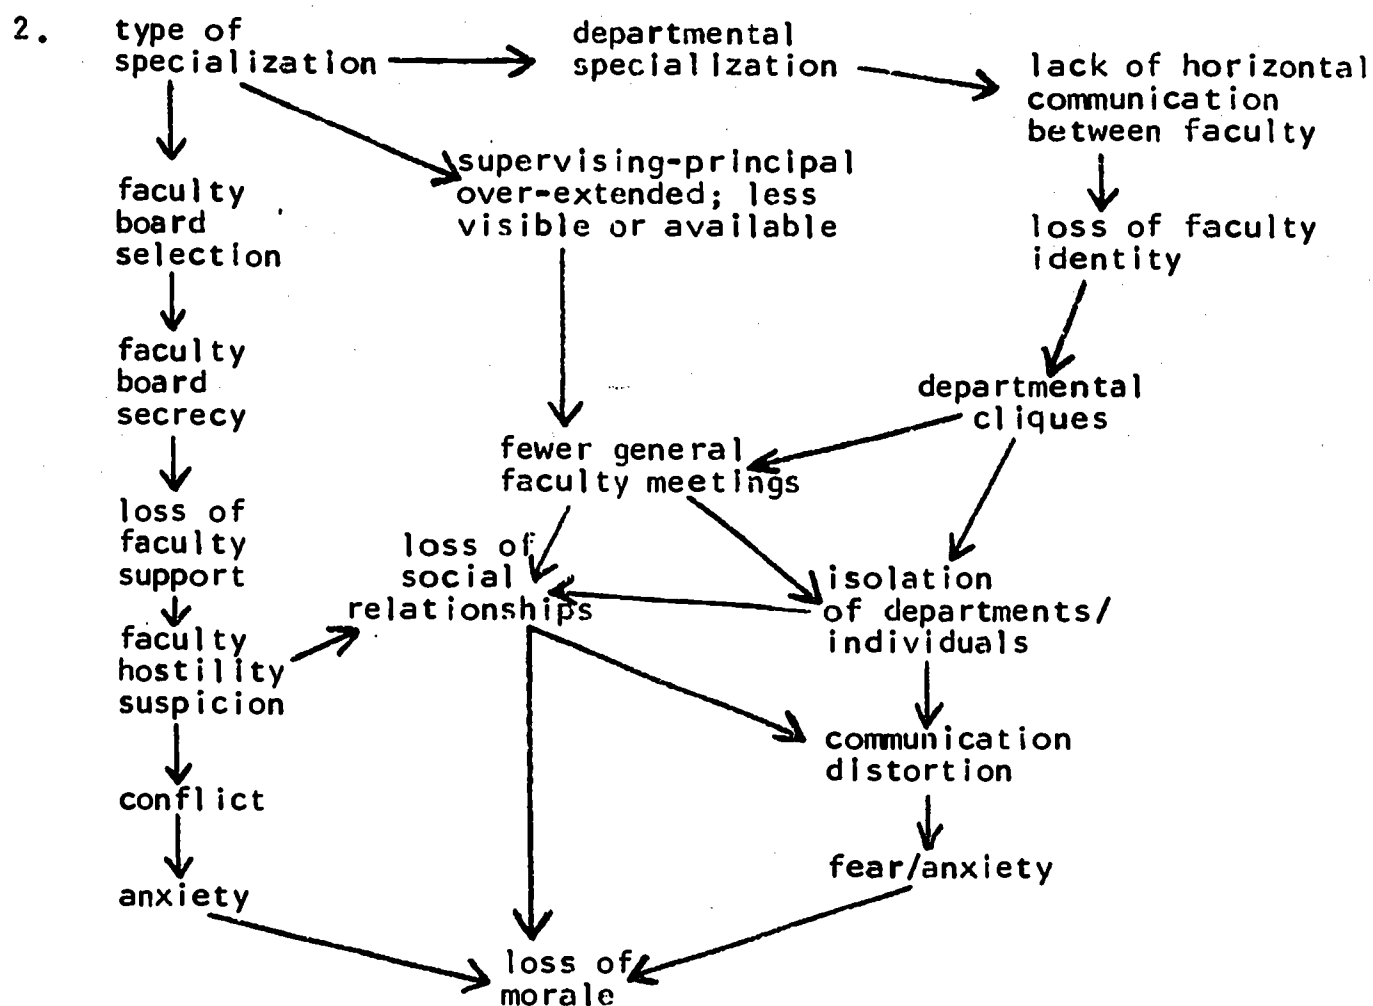 2.
type of
specialization
departmental
specialization
lack of horizontal
communication
between faculty
supervising-principal
over-extended; less
visible or available
faculty
board
selection
loss of faculty
identity
faculty
board
secrecy
departmental
cliques
fewer general
faculty meetings
loss of
faculty
support
loss of
social
relationships
isolation
of departments/
individuals
faculty
hostility
suspicion
communication
distortion
conflict
fear/anxiety
anxiety
loss of
morale